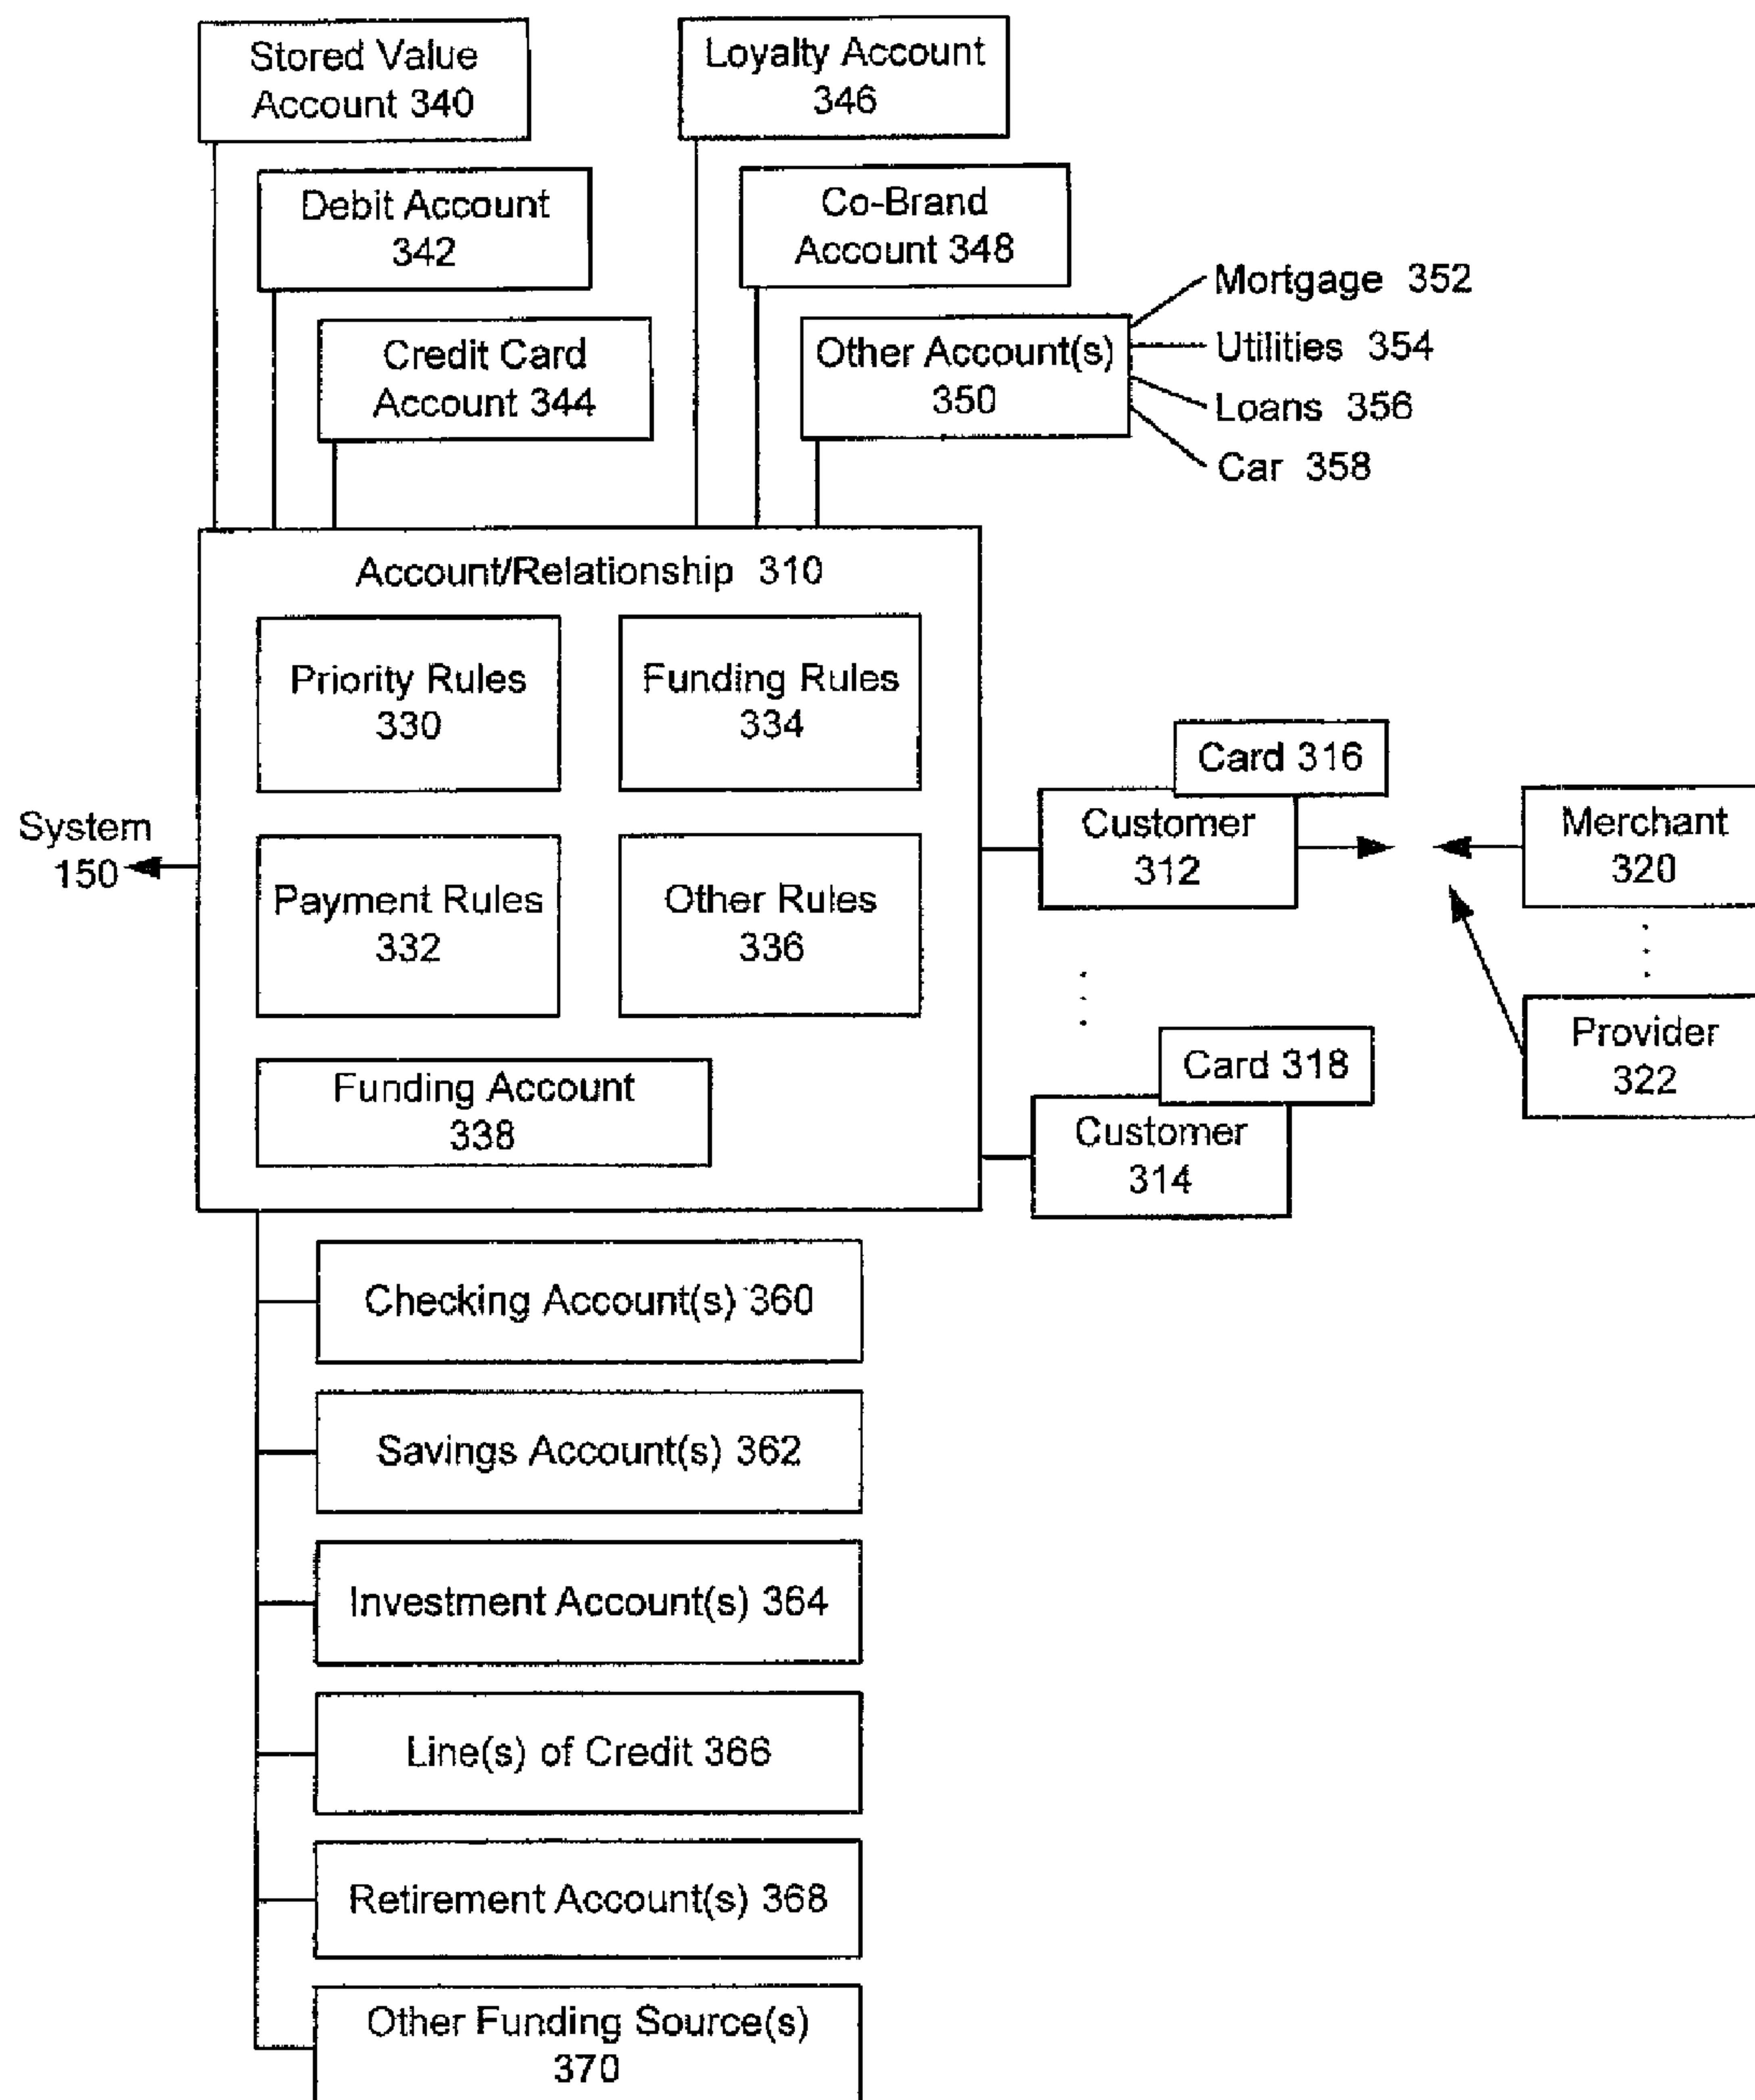 Stored Value
Account 340
Loyalty Account
346
Debit Account
342
Co-Brand
Account 348
Credit Card
Account 344
Other Account(s)
350
Mortgage 352
Utilities 354
Loans 356
Car 358
Account/Relationship 310
Priority Rules
330
Funding Rules
334
Payment Rules
332
Other Rules
336
Funding Account
338
System
150
Card 316
Customer
312
Merchant
320
Provider
322
Card 318
Customer
314
Checking Account(s) 360
Savings Account(s) 362
Investment Account(s) 364
Line(s) of Credit 366
Retirement Account(s) 368
Other Funding Source(s)
370